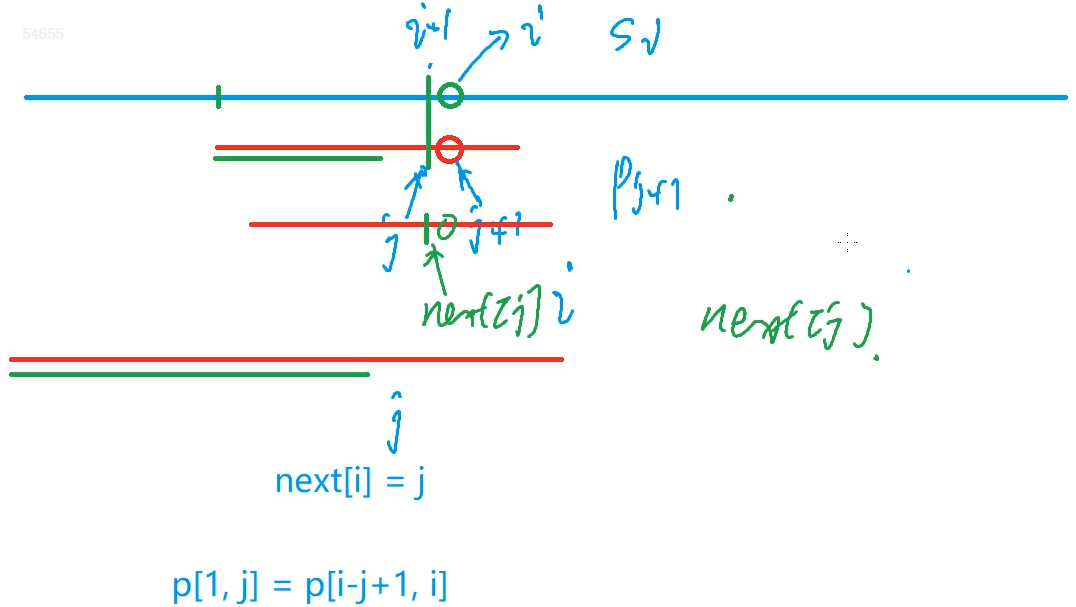 54655
i-1 i Si
Pj+1
j j+1
next[j] i next[j]
j
next[i] = j
p[1, j] = p[i-j+1, i]